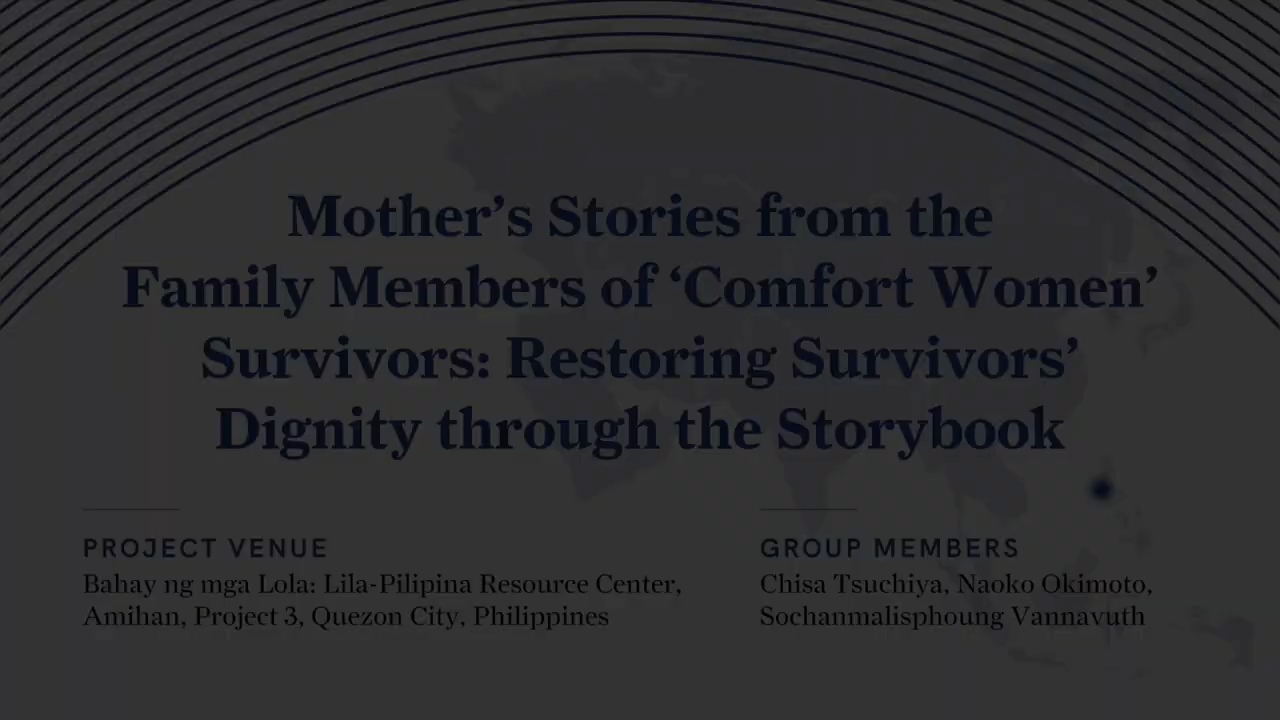 Mother’s Stories from the
Family Members of ‘Comfort Women’
Survivors: Restoring Survivors’
Dignity through the Storybook
PROJECT VENUE
Bahay ng mga Lola: Lila-Pilipina Resource Center,
Amihan, Project 3, Quezon City, Philippines
GROUP MEMBERS
Chisa Tsuchiya, Naoko Okimoto,
Sochanmalisphoung Vannavuth